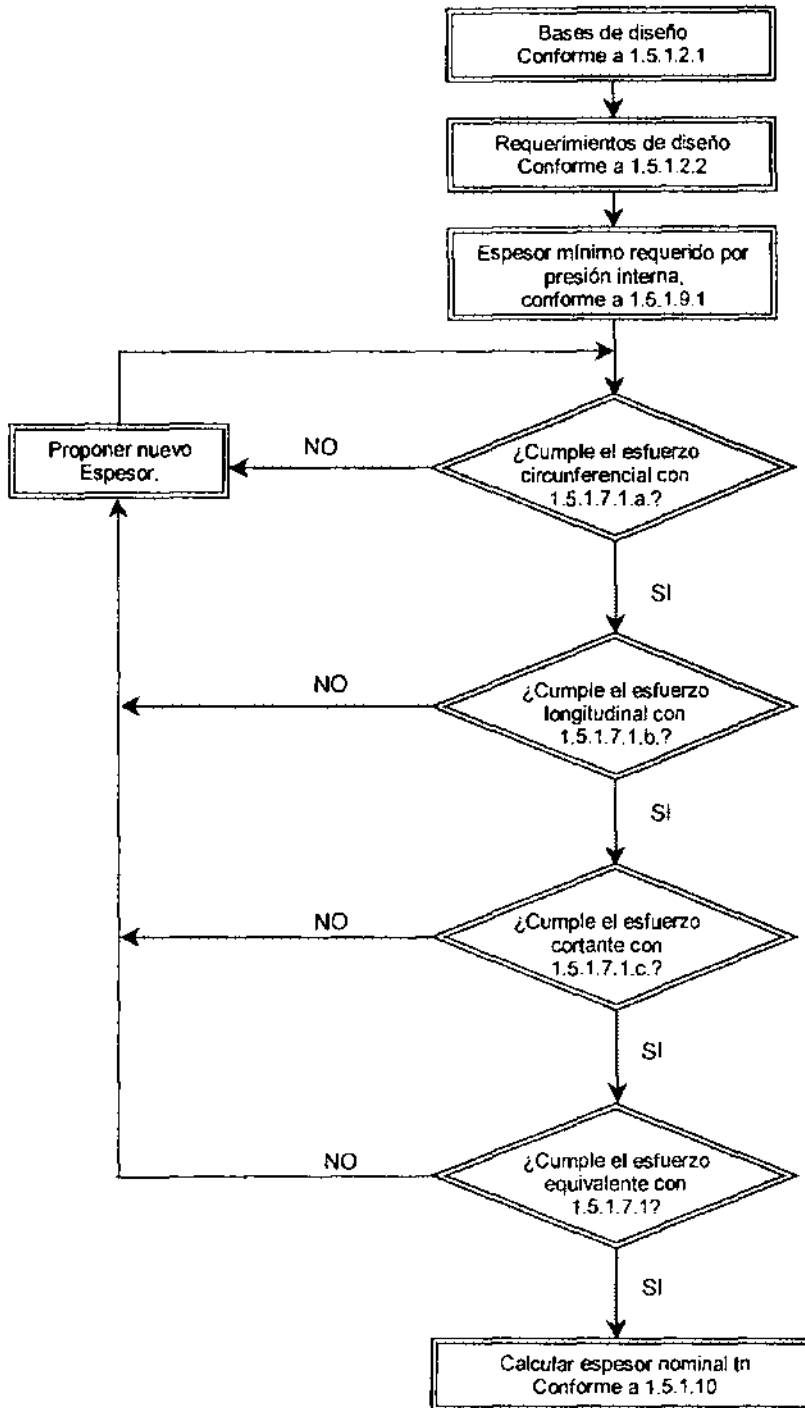 Bases de diseño
Conforme a 1.5.1.2.1
Requerimientos de diseño
Conforme a 1.5.1.2.2
Espesor mínimo requerido por
presión interna,
conforme a 1.5.1.9.1
Proponer nuevo
Espesor.
NO
¿Cumple el esfuerzo
circunferencial con
1.5.1.7.1.a.?
SI
NO
¿Cumple el esfuerzo
longitudinal con
1.5.1.7.1.b.?
SI
NO
¿Cumple el esfuerzo
cortante con
1.5.1.7.1.c.?
SI
NO
¿Cumple el esfuerzo
equivalente con
1.5.1.7.1?
SI
Calcular espesor nominal tn
Conforme a 1.5.1.10